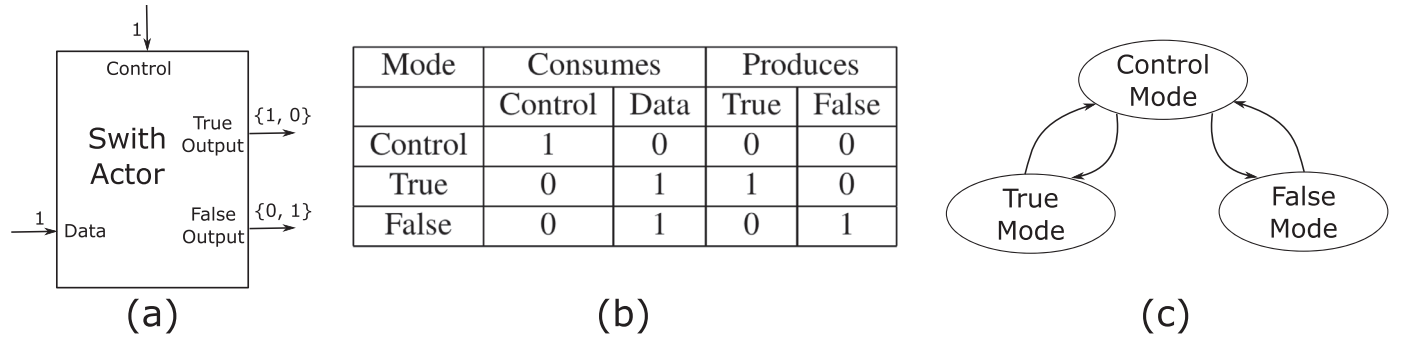 1
Control
Swith
Actor
True
Output
{1, 0}
False
Output
{0, 1}
1
Data
(a)
Mode Consumes Produces
Control Data True False
Control 1 0 0 0
True 0 1 1 0
False 0 1 0 1
(b)
Control
Mode
True
Mode
False
Mode
(c)